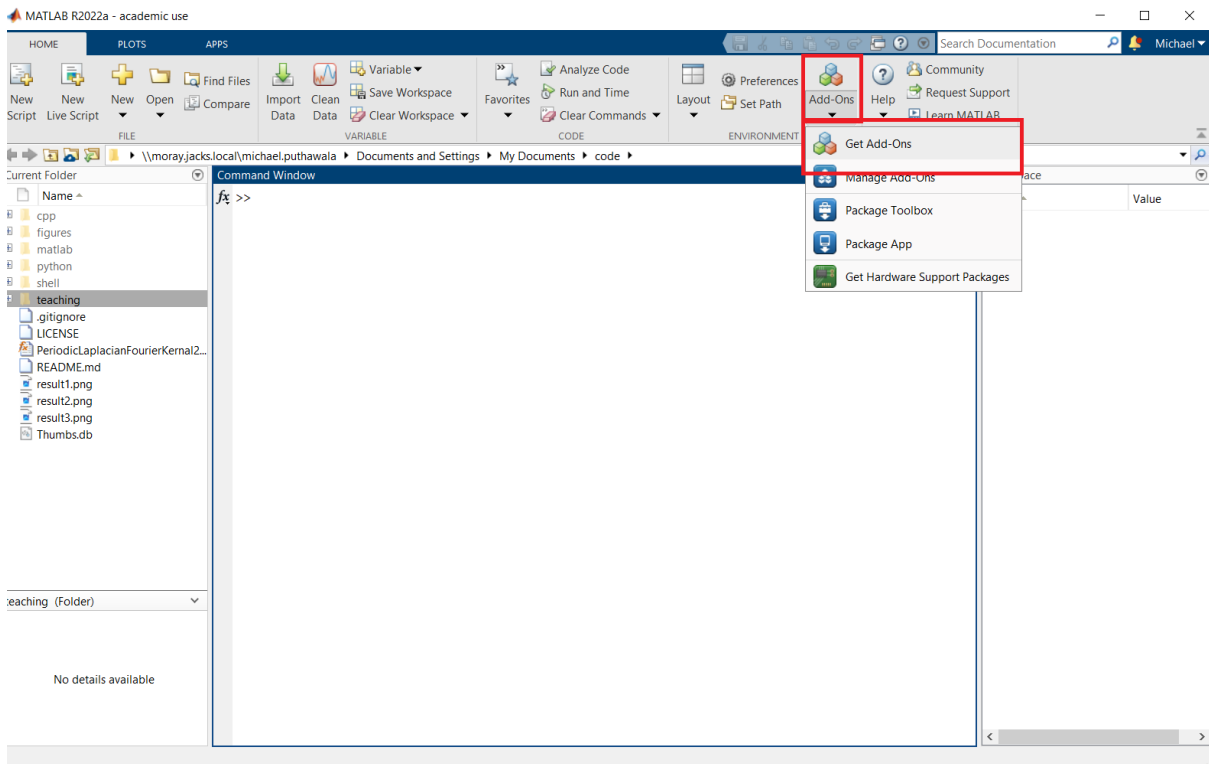 MATLAB R2022a - academic use
HOME PLOTS APPS Search Documentation Michael
New Script
New Live Script
New
Open
Find Files
Compare
FILE
Import Data
Clean Data
Variable
Save Workspace
Clear Workspace
VARIABLE
Favorites
Analyze Code
Run and Time
Clear Commands
CODE
Layout
Preferences
Set Path
ENVIRONMENT
Add-Ons
Help
Community
Request Support
Learn MATLAB
Get Add-Ons
Manage Add-Ons
Package Toolbox
Package App
Get Hardware Support Packages
\\moray.jacks.local\michael.puthawala Documents and Settings My Documents code
Current Folder
Name
cpp
figures
matlab
python
shell
teaching
.gitignore
LICENSE
PeriodicLaplacianFourierKernal2...
README.md
result1.png
result2.png
result3.png
Thumbs.db
teaching (Folder)
No details available
Command Window
fx >>
ace
Value